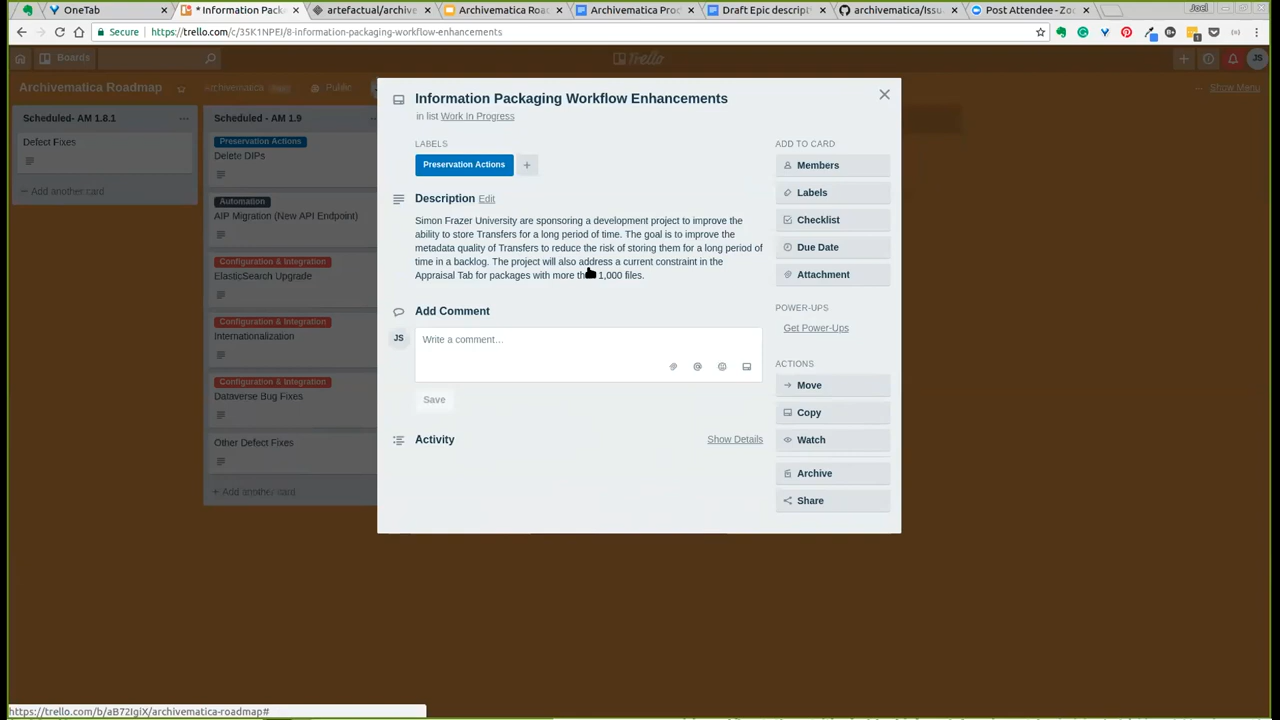 OneTab
* Information Pack
artefactual/archive
Archivematica Roa
Archivematica Pro
Draft Epic descript
archivematica/Issu
Post Attendee - Zo
Joel
Secure https://trello.com/c/35K1NPEJ/8-information-packaging-workflow-enhancements
Boards
Trello
JS
Archivematica Roadmap
Archivematica
Public
Show Menu
Scheduled- AM 1.8.1
Defect Fixes
+ Add another card
Scheduled - AM 1.9
Preservation Actions
Delete DIPs
Automation
AIP Migration (New API Endpoint)
Configuration & Integration
ElasticSearch Upgrade
Configuration & Integration
Internationalization
Configuration & Integration
Dataverse Bug Fixes
Other Defect Fixes
+ Add another card
Information Packaging Workflow Enhancements
in list Work In Progress
LABELS
Preservation Actions
+
Description Edit
Simon Frazer University are sponsoring a development project to improve the
ability to store Transfers for a long period of time. The goal is to improve the
metadata quality of Transfers to reduce the risk of storing them for a long period of
time in a backlog. The project will also address a current constraint in the
Appraisal Tab for packages with more 1,000 files.
Add Comment
JS
Write a comment…
Save
Activity
Show Details
ADD TO CARD
Members
Labels
Checklist
Due Date
Attachment
POWER-UPS
Get Power-Ups
ACTIONS
Move
Copy
Watch
Archive
Share
https://trello.com/b/aB72IgiX/archivematica-roadmap#